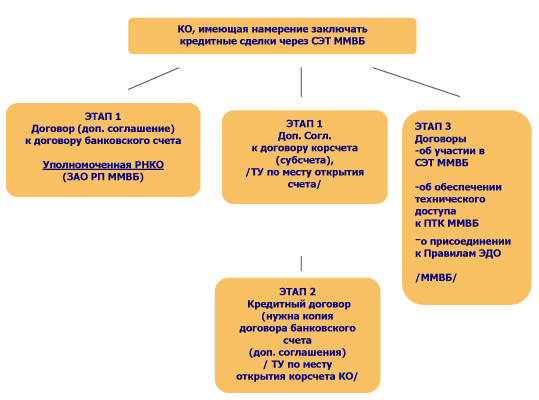 КО, имеющая намерение заключать
кредитные сделки через СЭТ ММВБ
ЭТАП 1
Договор (доп. соглашение)
к договору банковского счета
Уполномоченная РНКО
(ЗАО РП ММВБ)
ЭТАП 1
Доп. Согл.
к договору корсчета
(субсчета),
/ТУ по месту открытия
счета/
ЭТАП 3
Договоры
-об участии в
СЭТ ММВБ
-об обеспечении
технического
доступа
к ПТК ММВБ
-о присоединении
к Правилам ЭДО
/ММВБ/
ЭТАП 2
Кредитный договор
(нужна копия
договора банковского
счета
(доп. соглашения)
/ ТУ по месту
открытия корсчета КО/